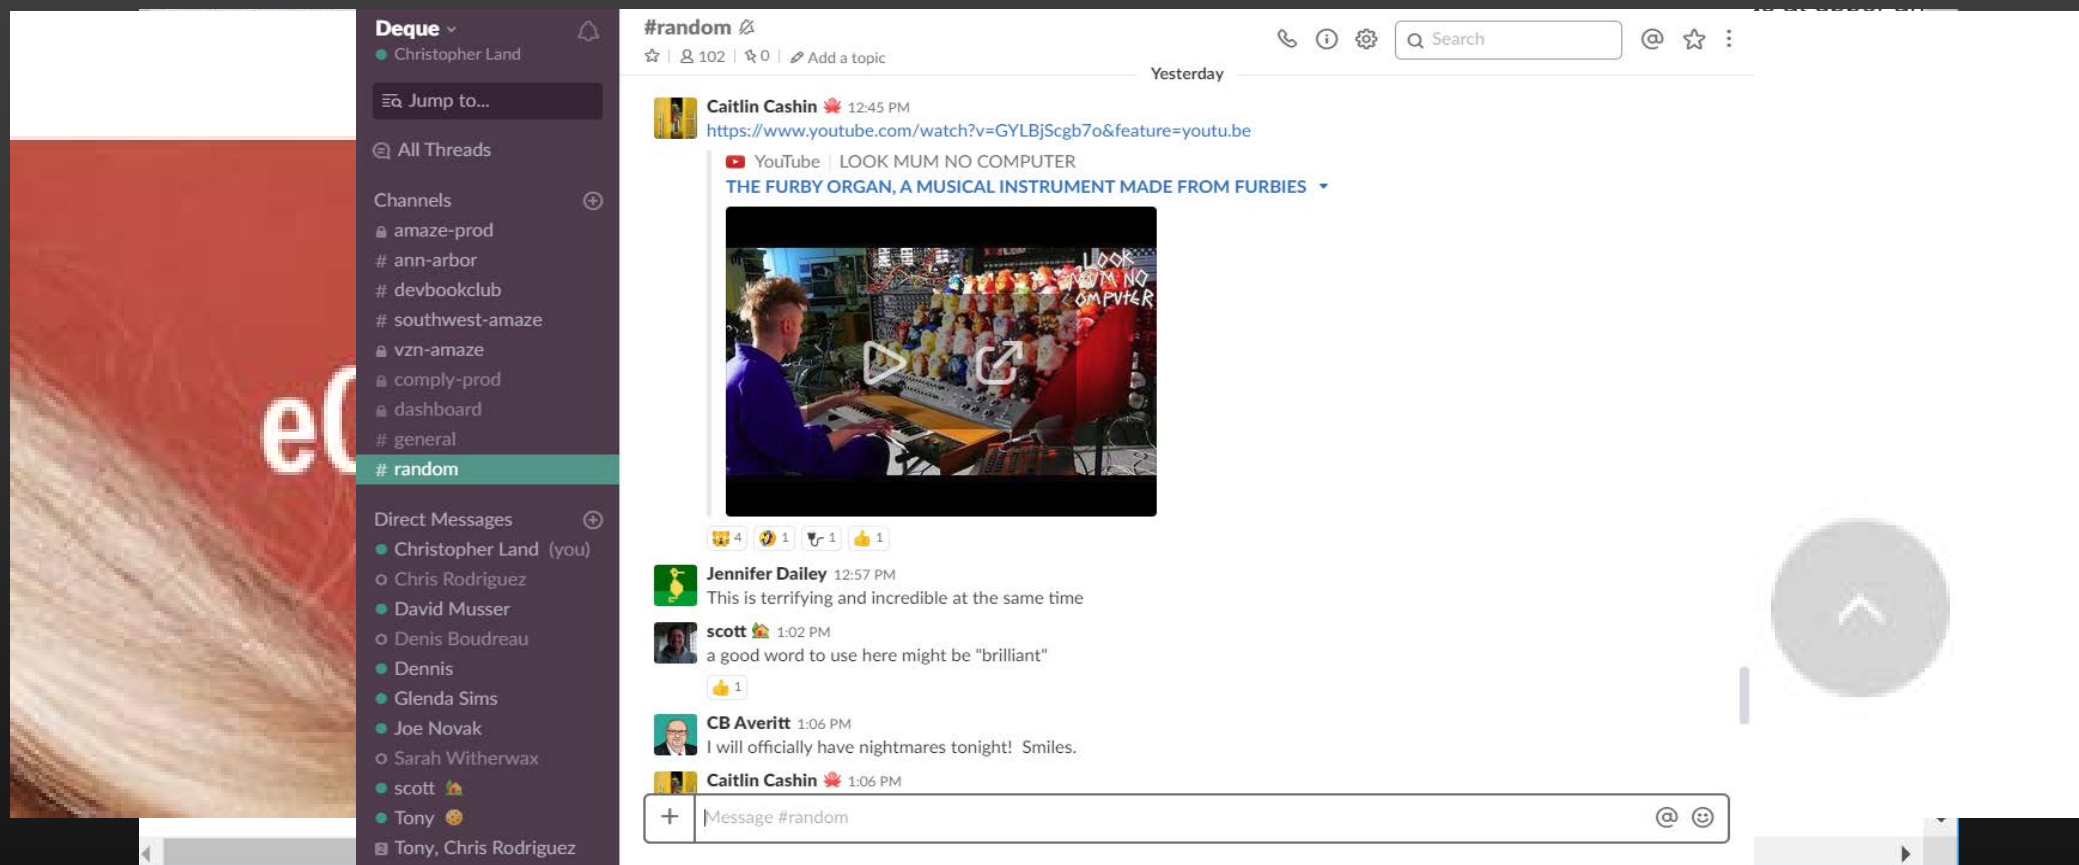 Deque
Christopher Land
Jump to...
All Threads
Channels
amaze-prod
# ann-arbor
# devbookclub
# southwest-amaze
vzn-amaze
comply-prod
dashboard
# general
# random
Direct Messages
Christopher Land (you)
Chris Rodriguez
David Musser
Denis Boudreau
Dennis
Glenda Sims
Joe Novak
Sarah Witherwax
scott
Tony
2 Tony, Chris Rodriguez
#random
102
0
Add a topic
Search
Yesterday
Caitlin Cashin 12:45 PM
https://www.youtube.com/watch?v=GYLBjScgb7o&feature=youtu.be
YouTube | LOOK MUM NO COMPUTER
THE FURBY ORGAN, A MUSICAL INSTRUMENT MADE FROM FURBIES
LOOK
MUM NO
COMPUTER
4 1 1 1
Jennifer Dailey 12:57 PM
This is terrifying and incredible at the same time
scott 1:02 PM
a good word to use here might be "brilliant"
1
CB Averitt 1:06 PM
I will officially have nightmares tonight! Smiles.
Caitlin Cashin 1:06 PM
Message #random